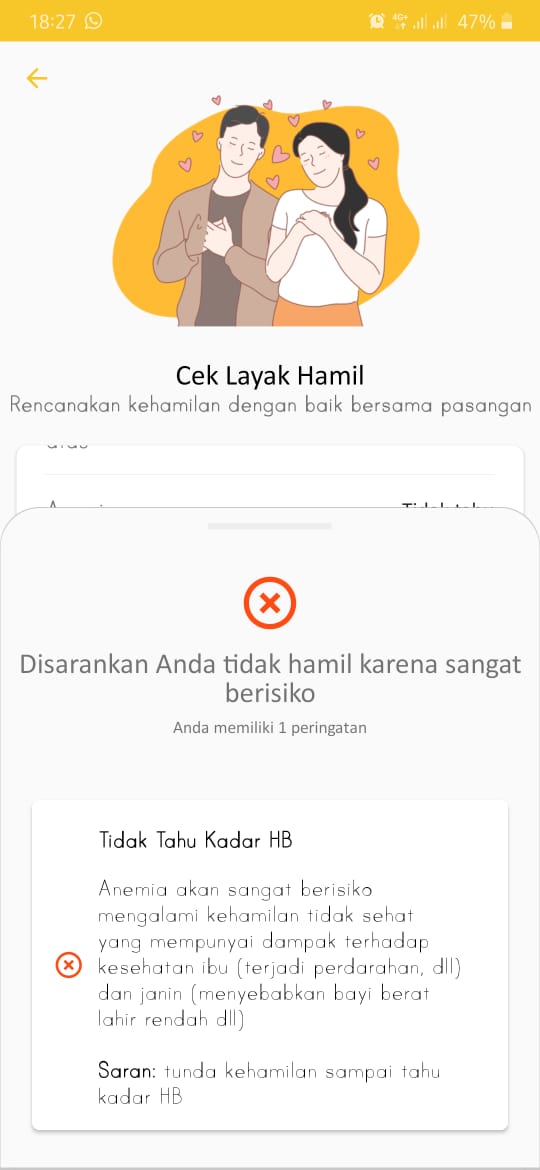 18:27
4G+
47%
Cek Layak Hamil
Rencanakan kehamilan dengan baik bersama pasangan
Disarankan Anda tidak hamil karena sangat
berisiko
Anda memiliki 1 peringatan
Tidak Tahu Kadar HB
Anemia akan sangat berisiko
mengalami kehamilan tidak sehat
yang mempunyai dampak terhadap
kesehatan ibu (terjadi perdarahan, dll)
dan janin (menyebabkan bayi berat
lahir rendah dll)
Saran: tunda kehamilan sampai tahu
kadar HB